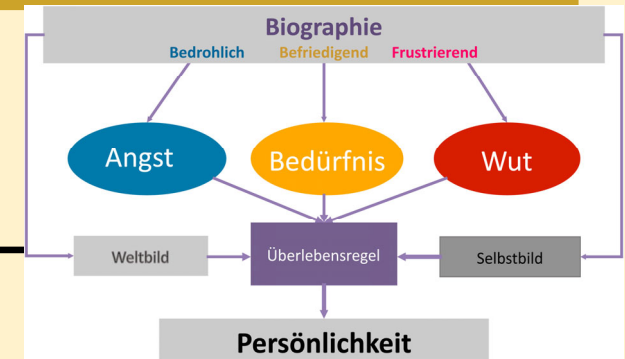 Biographie
Bedrohlich Befriedigend Frustrierend
Angst Bedürfnis Wut
Weltbild Überlebensregel Selbstbild
Persönlichkeit